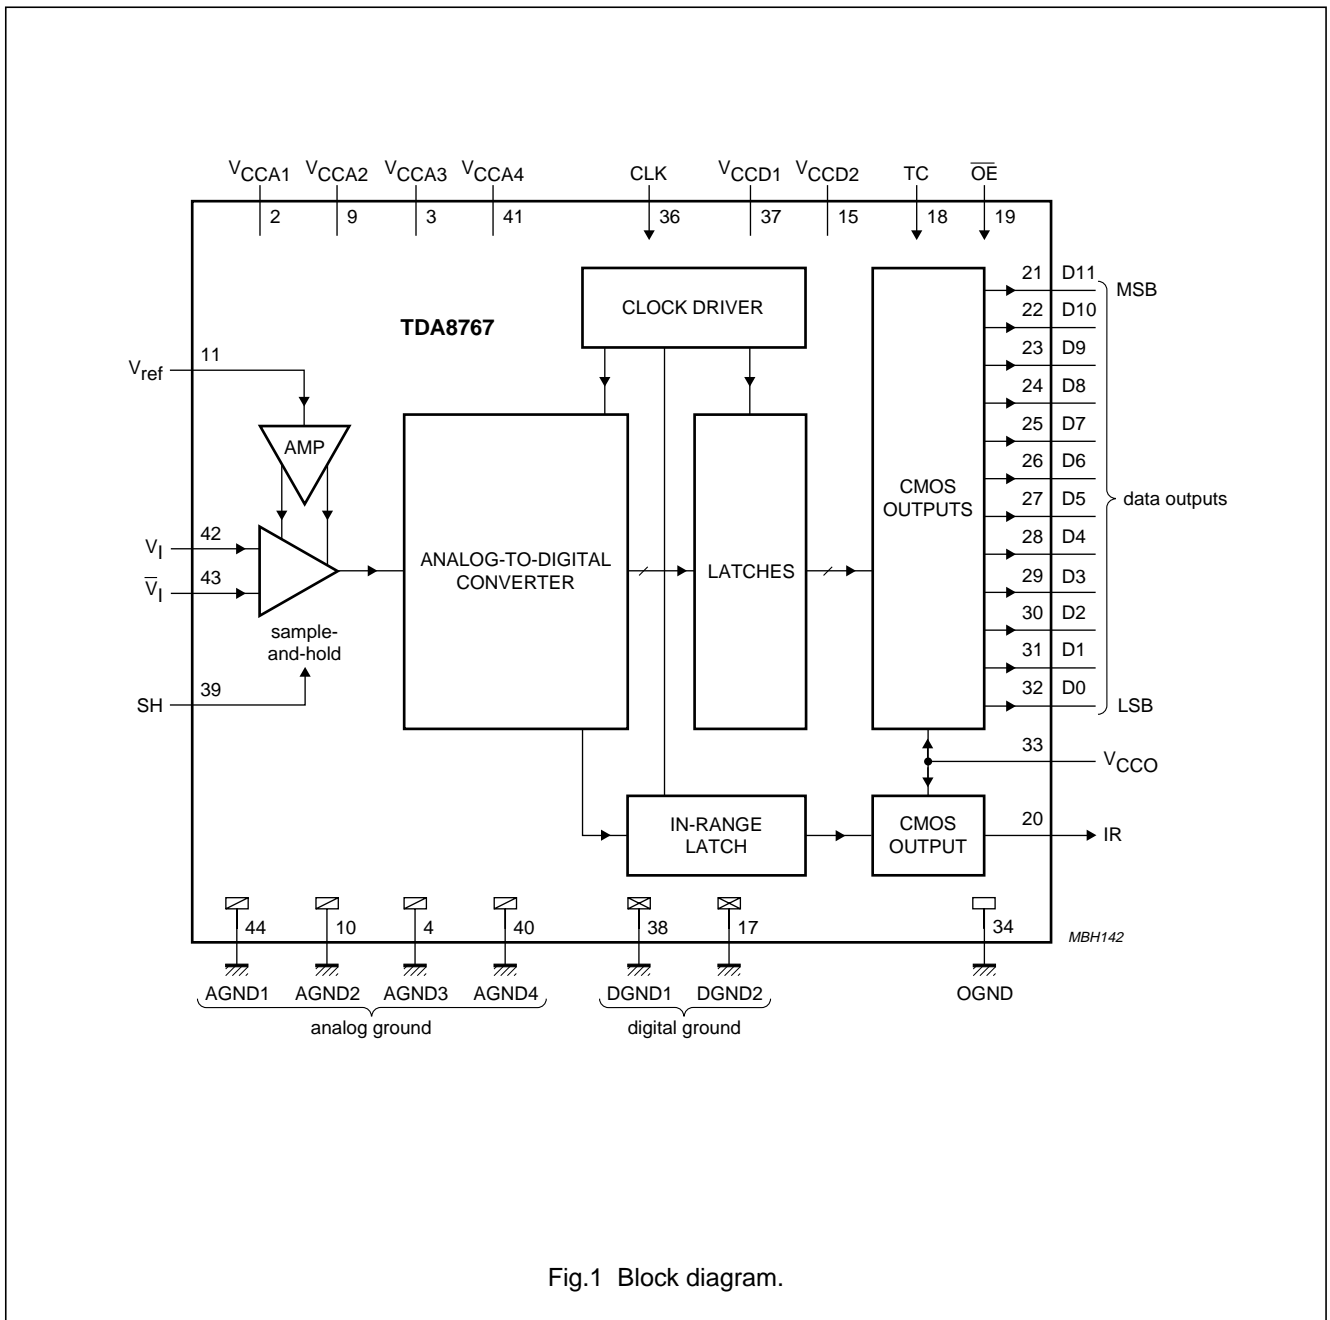 VCCA1 VCCA2 VCCA3 VCCA4 CLK VCCD1 VCCD2 TC O̅E̅
2 9 3 41 36 37 15 18 19
21 D11 MSB
CLOCK DRIVER
22 D10
TDA8767
23 D9
Vref 11
24 D8
25 D7
AMP
26 D6
CMOS
OUTPUTS
27 D5 data outputs
VI 42
28 D4
ANALOG-TO-DIGITAL
CONVERTER
LATCHES
V̅I 43
29 D3
30 D2
sample-
and-hold
31 D1
SH 39
32 D0 LSB
33 VCCO
IN-RANGE
LATCH
CMOS
OUTPUT
20 IR
44 10 4 40 38 17 34
MBH142
AGND1 AGND2 AGND3 AGND4 DGND1 DGND2 OGND
analog ground digital ground
Fig.1 Block diagram.